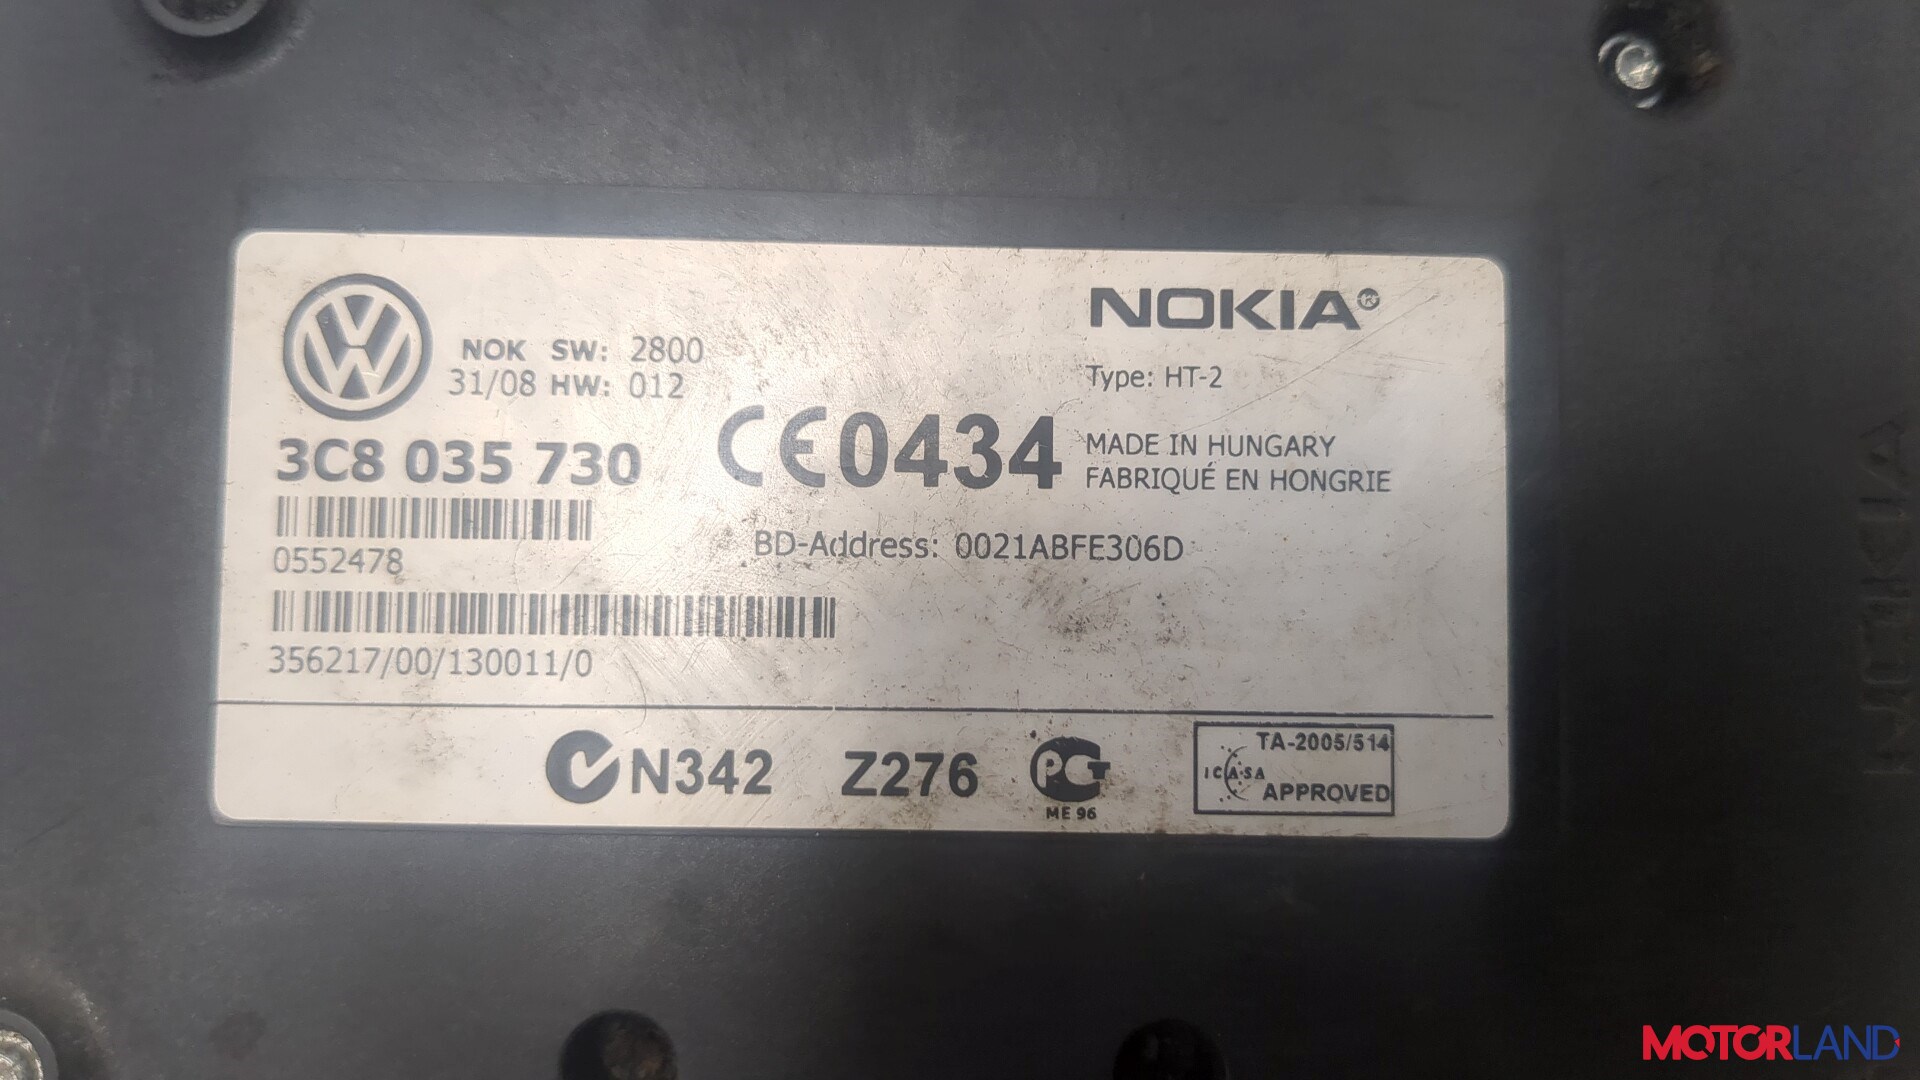 NOKIA
NOK SW: 2800
31/08 HW: 012
Type: HT-2
3C8 035 730
CE0434
MADE IN HUNGARY
FABRIQUÉ EN HONGRIE
0552478
BD-Address: 0021ABFE306D
356217/00/130011/0
N342 Z276
PCT
ME 96
TA-2005/514
ICASA
APPROVED
NOKIA
MOTORLAND